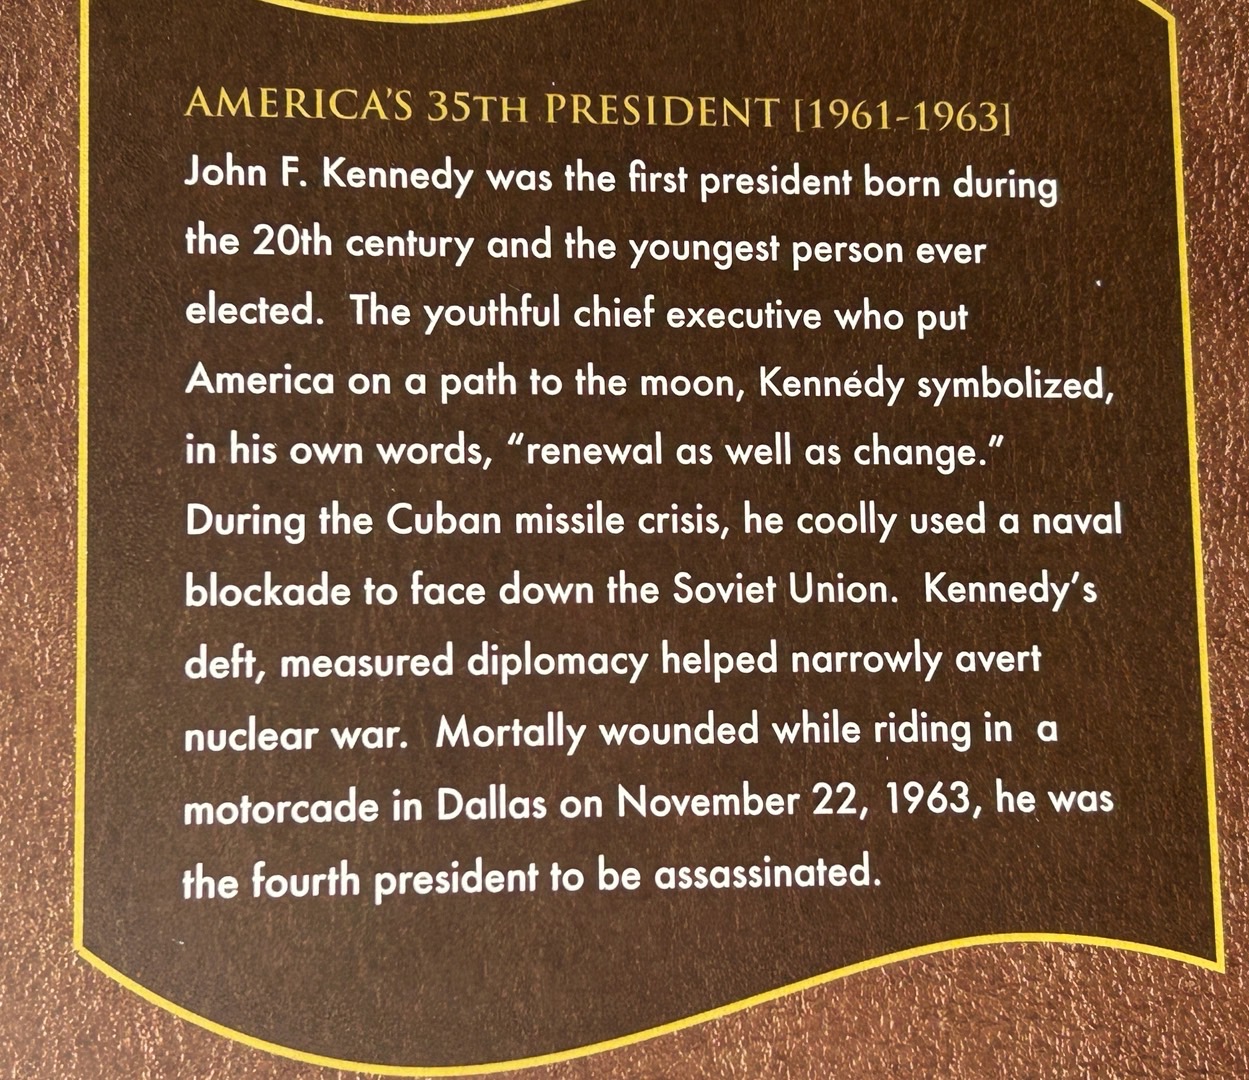 AMERICA'S 35TH PRESIDENT [1961-1963]
John F. Kennedy was the first president born during
the 20th century and the youngest person ever
elected.  The youthful chief executive who put
America on a path to the moon, Kennedy symbolized,
in his own words, “renewal as well as change.”
During the Cuban missile crisis, he coolly used a naval
blockade to face down the Soviet Union.  Kennedy’s
deft, measured diplomacy helped narrowly avert
nuclear war.  Mortally wounded while riding in  a
motorcade in Dallas on November 22, 1963, he was
the fourth president to be assassinated.